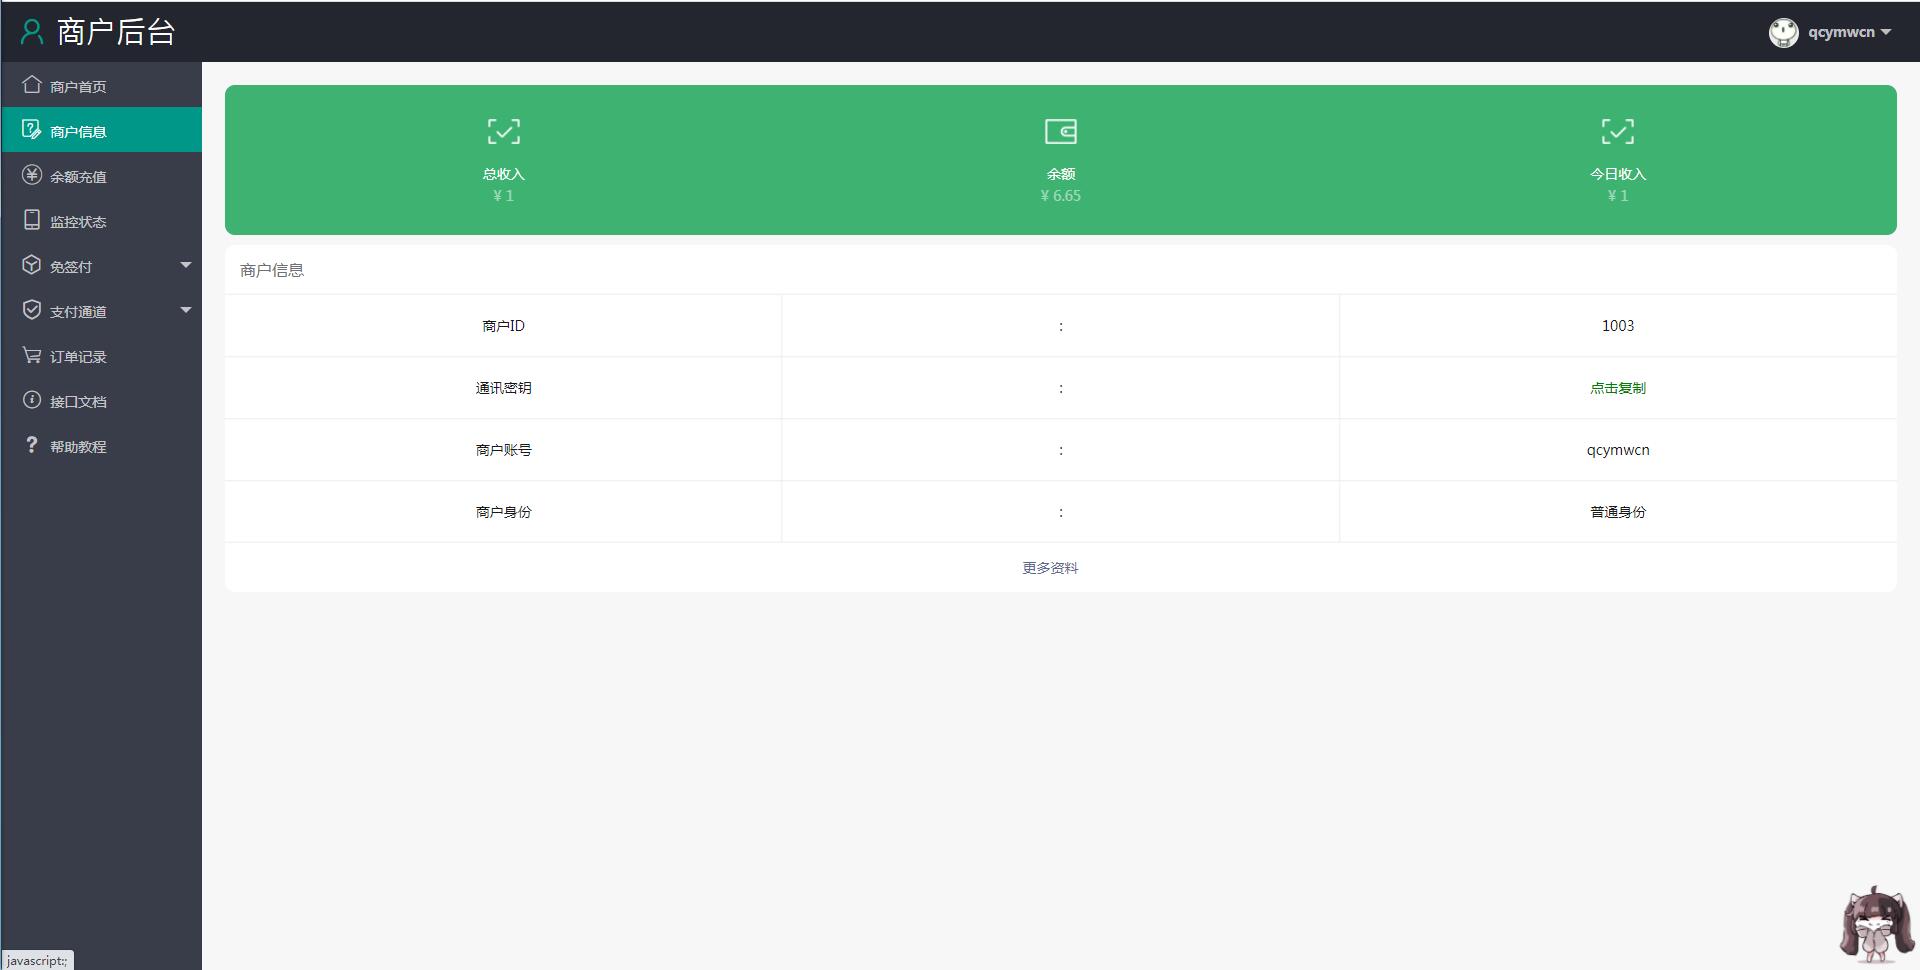 商户后台
qcymwcn
商户首页
商户信息
余额充值
监控状态
免签付
支付通道
订单记录
接口文档
帮助教程
总收入
¥ 1
余额
¥ 6.65
今日收入
¥ 1
商户信息
商户ID : 1003
通讯密钥 : 点击复制
商户账号 : qcymwcn
商户身份 : 普通身份
更多资料
javascript:;